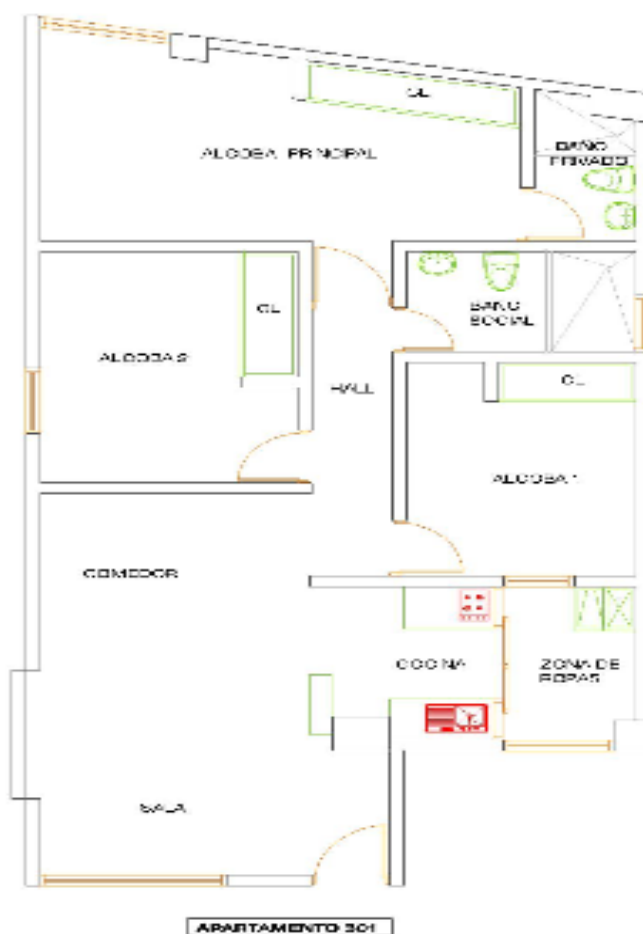 CL
ALCOBA PRINCIPAL
BAÑO
PRIVADO
CL
BAÑO
SOCIAL
ALCOBA 2
HALL
CL
ALCOBA 1
COMEDOR
COCINA
ZONA DE
ROPAS
SALA
APARTAMENTO 301